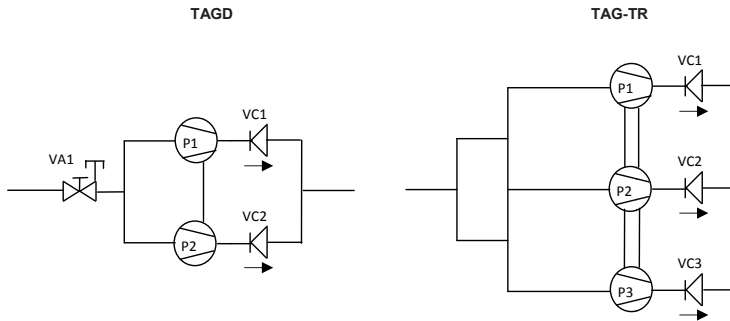 TAGD
TAG-TR
VA1
P1
VC1
P2
VC2
P1
VC1
P2
VC2
P3
VC3